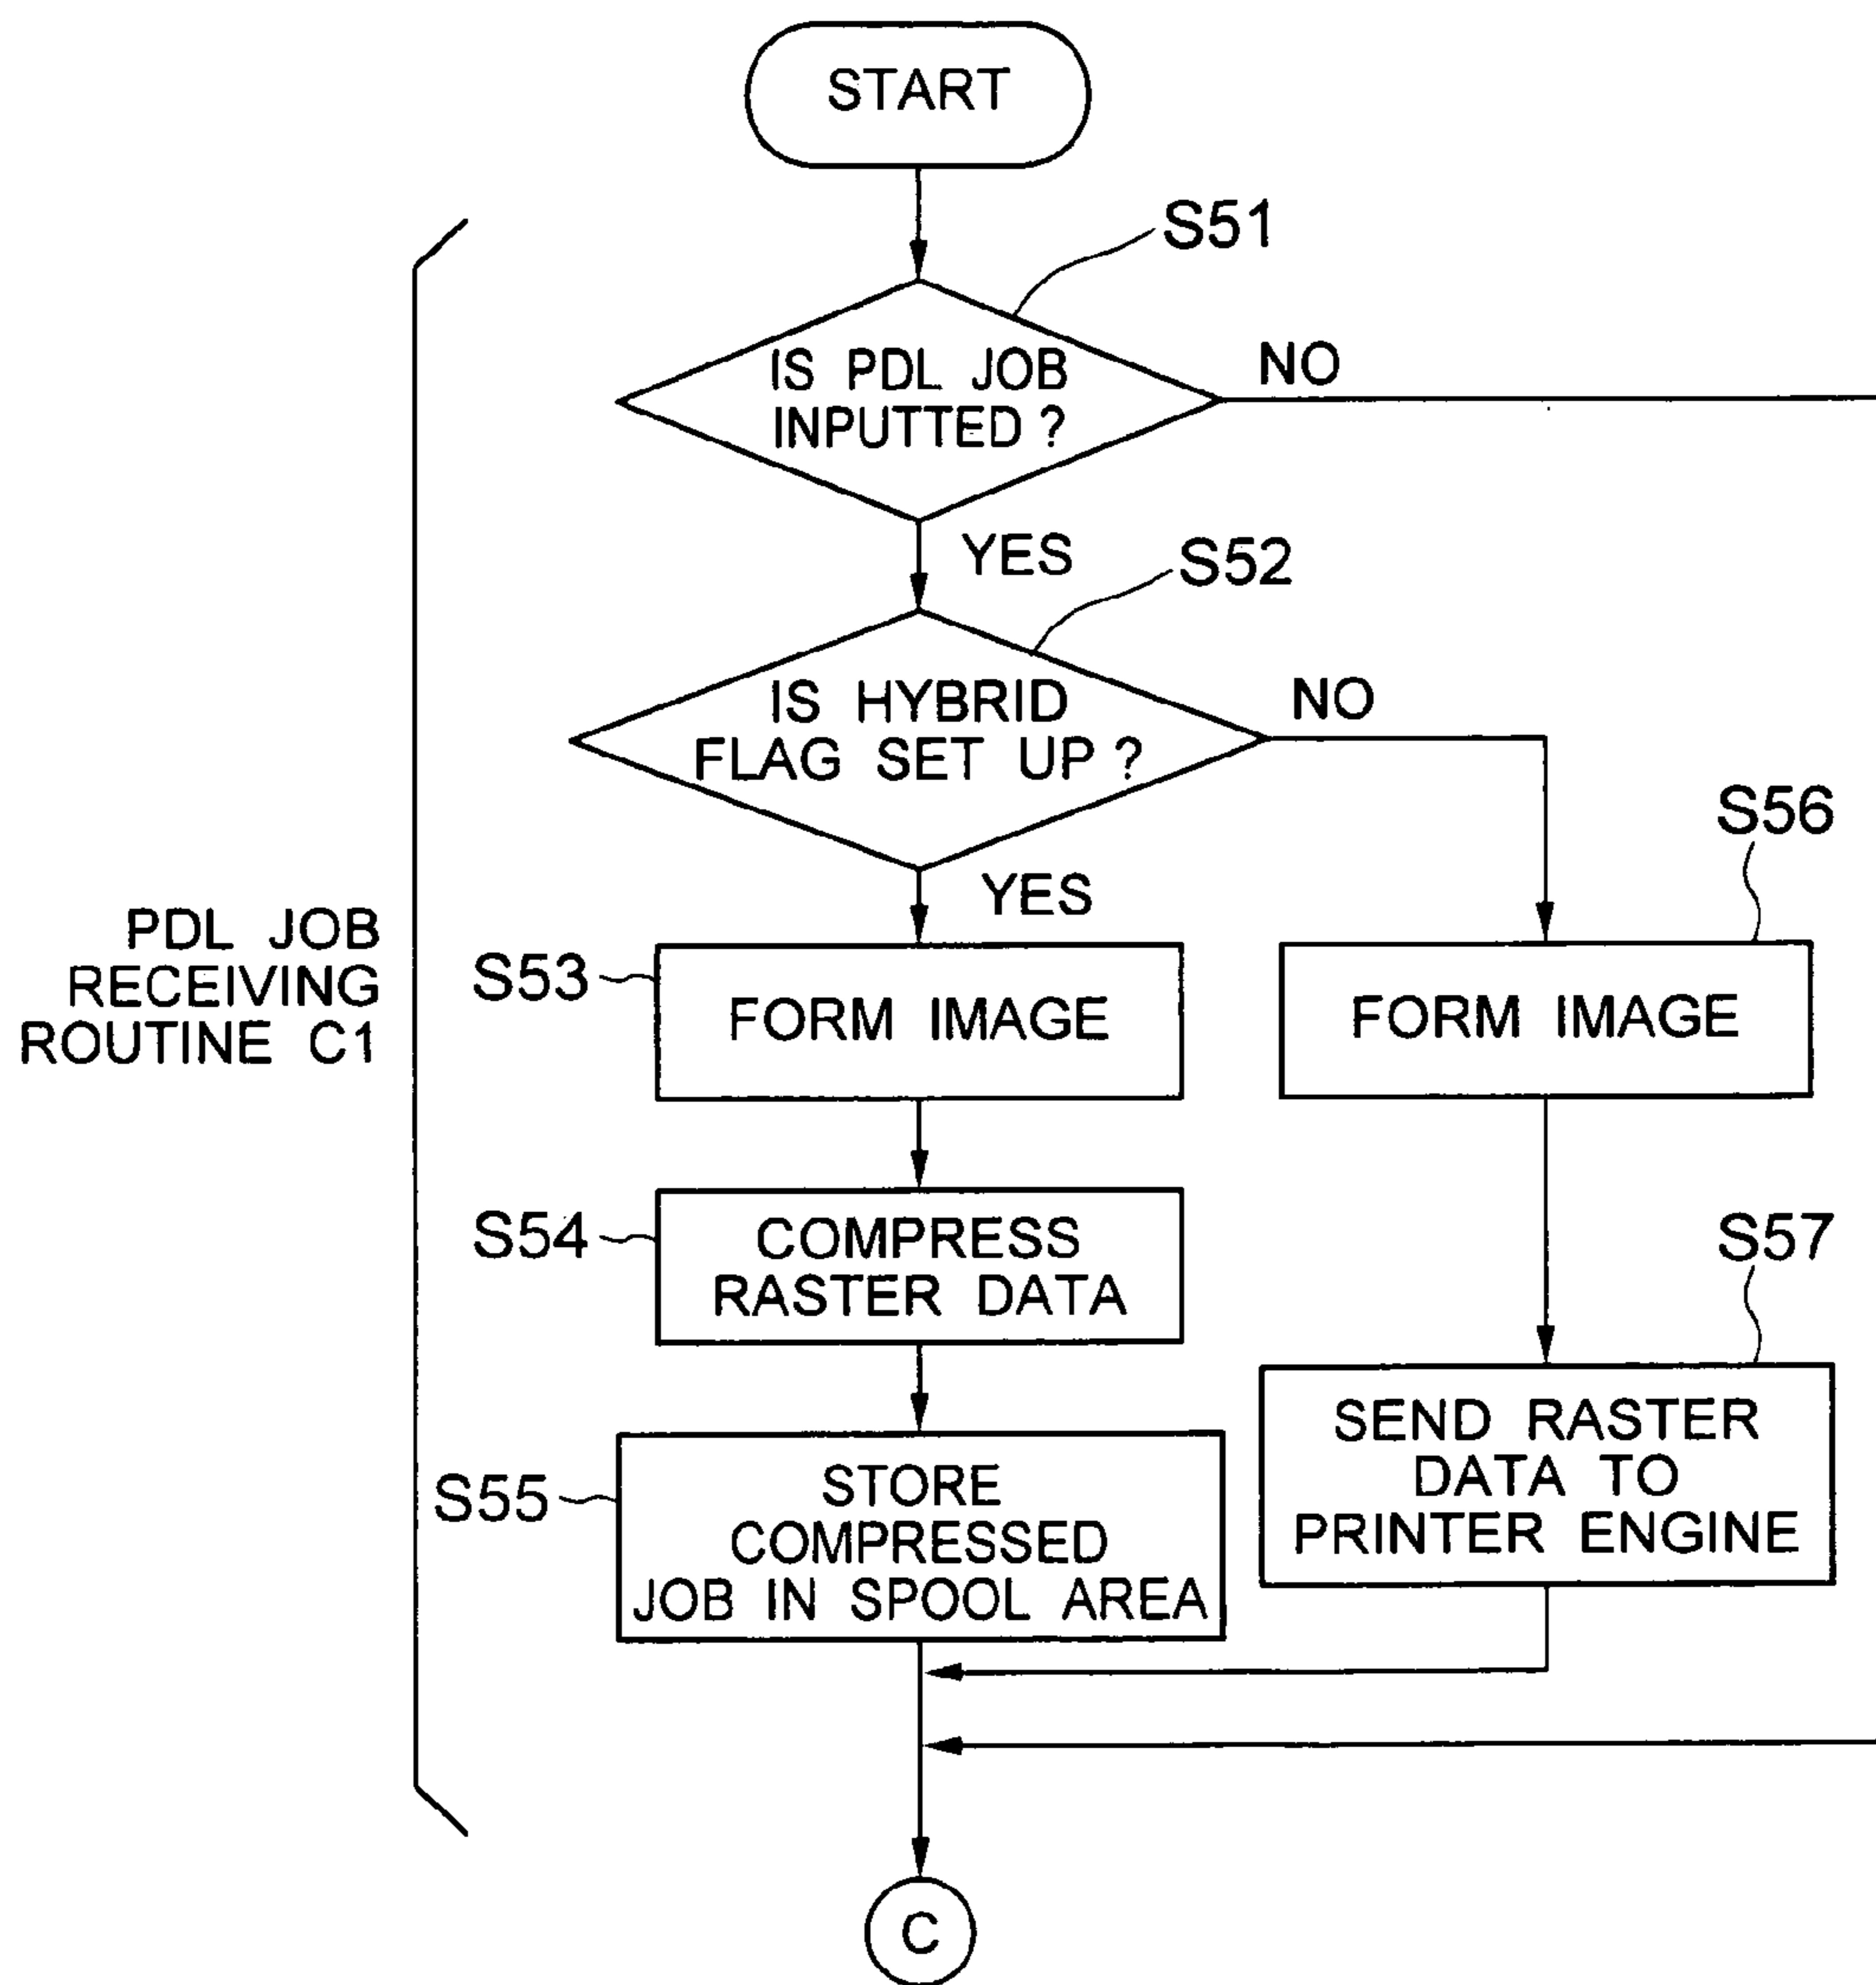 START
S51
IS PDL JOB
INPUTTED ?
NO
YES
S52
IS HYBRID
FLAG SET UP ?
NO
YES
S56
PDL JOB
RECEIVING
ROUTINE C1
S53
FORM IMAGE
FORM IMAGE
S54
COMPRESS
RASTER DATA
S57
S55
STORE
COMPRESSED
JOB IN SPOOL AREA
SEND RASTER
DATA TO
PRINTER ENGINE
C